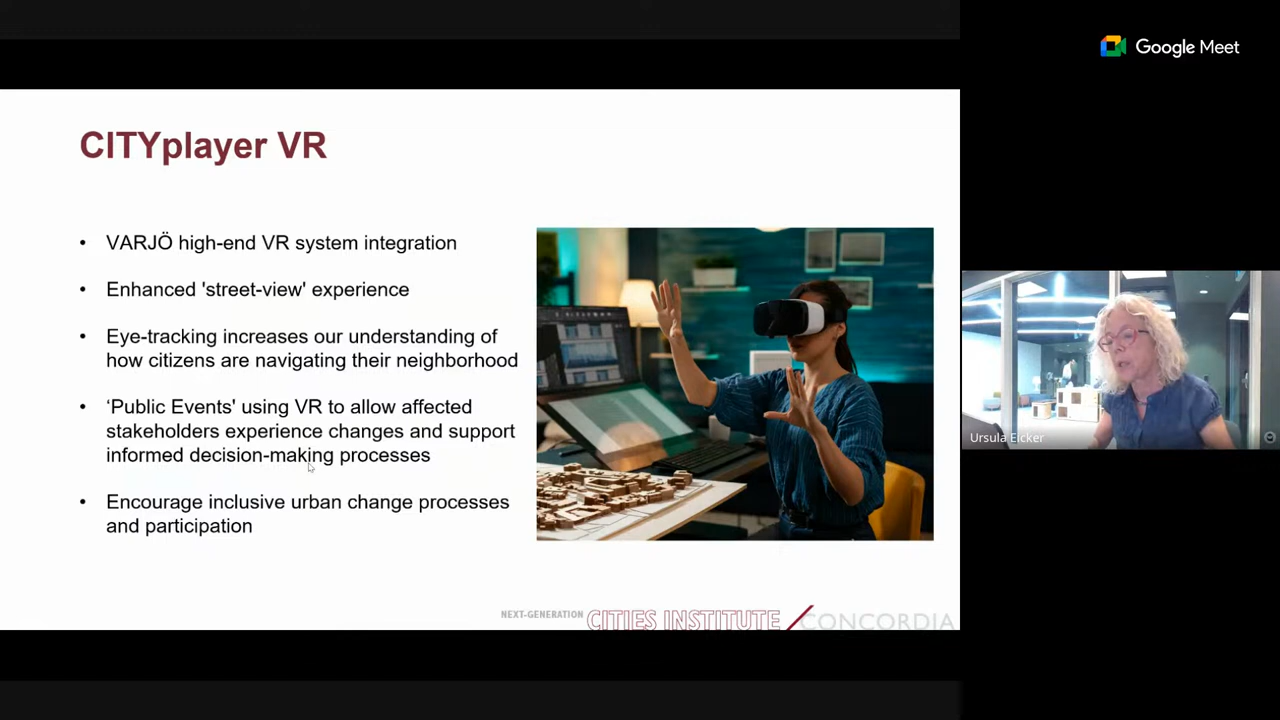 Google Meet
CITYplayer VR
• VARJÖ high-end VR system integration
• Enhanced 'street-view' experience
• Eye-tracking increases our understanding of
how citizens are navigating their neighborhood
• ‘Public Events' using VR to allow affected
stakeholders experience changes and support
informed decision-making processes
• Encourage inclusive urban change processes
and participation
Ursula Eicker
NEXT-GENERATION CITIES INSTITUTE / CONCORDIA